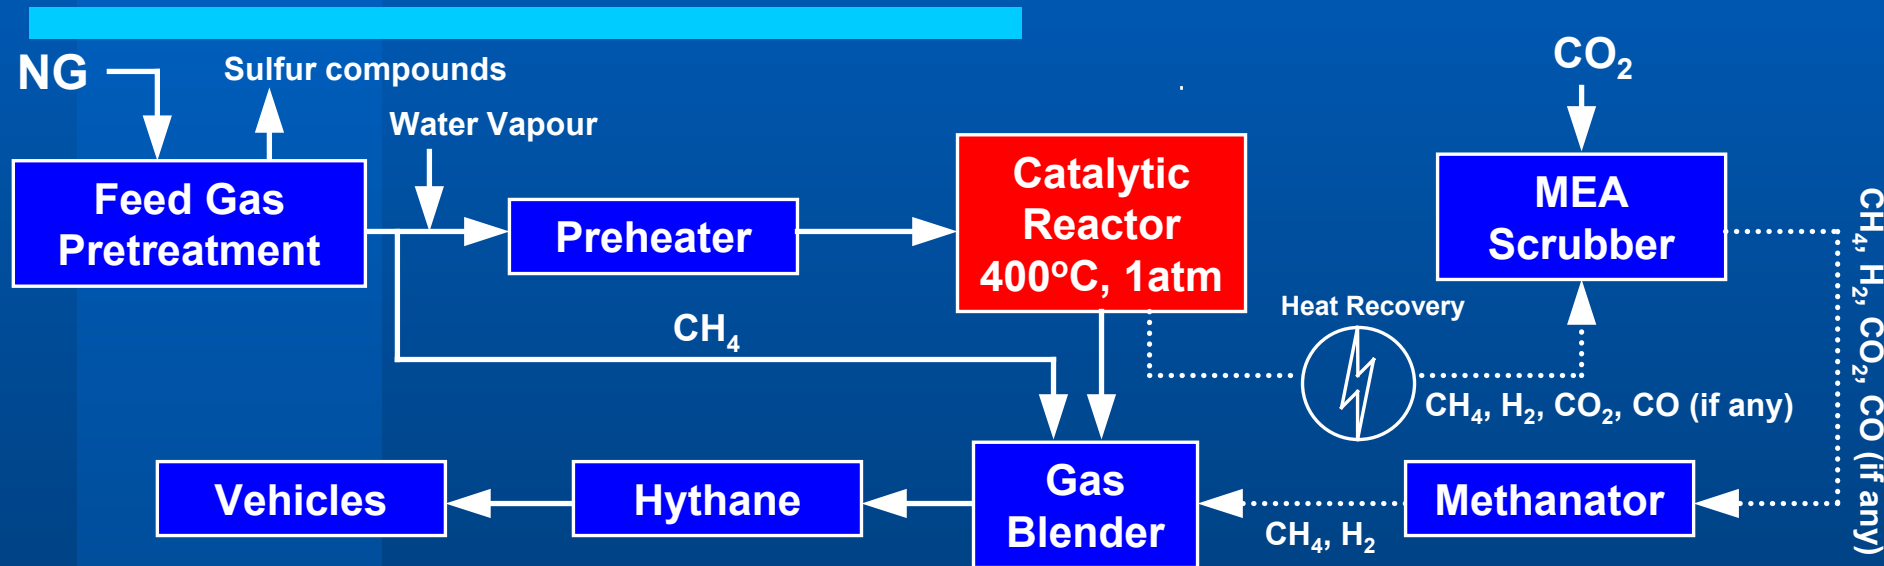 NG
Sulfur compounds
CO₂
Water Vapour
Feed Gas
Pretreatment
Preheater
Catalytic
Reactor
400ºC, 1atm
MEA
Scrubber
Heat Recovery
CH₄
CH₄, H₂, CO₂, CO (if any)
CH₄, H₂, CO₂, CO (if any)
Vehicles
Hythane
Gas
Blender
CH₄, H₂
Methanator